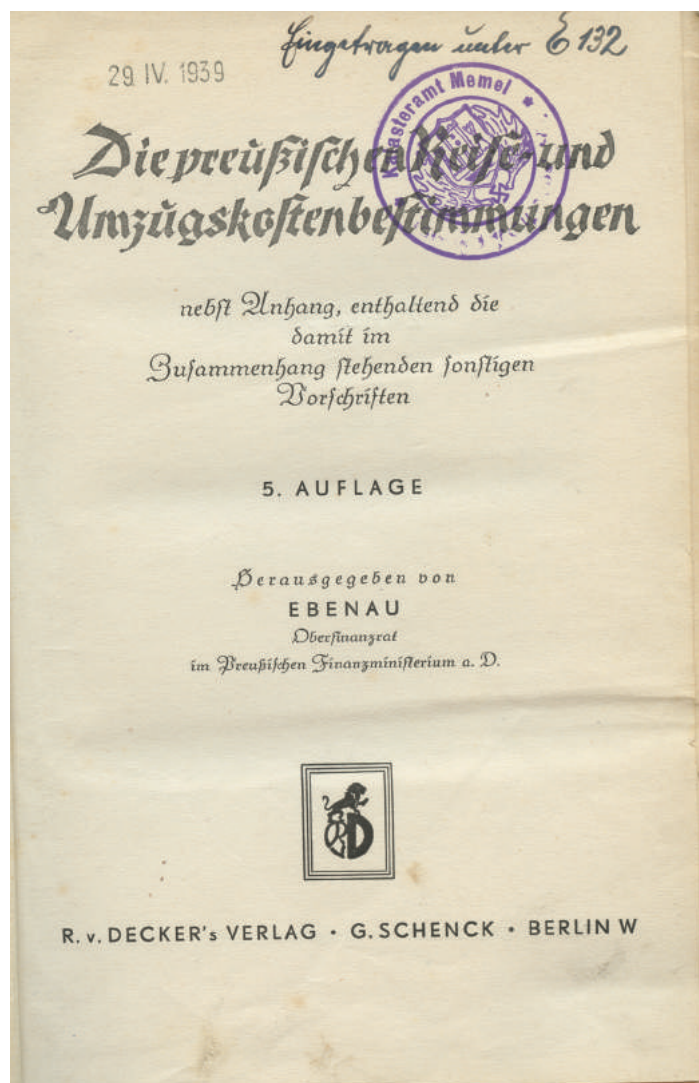 Eingetragen unter E 132
29. IV. 1939
Katasteramt Memel
Die preußischen Reise- und
Umzugskostenbestimmungen
nebst Anhang, enthaltend die
damit im
Zusammenhang stehenden sonstigen
Vorschriften
5. AUFLAGE
Herausgegeben von
EBENAU
Oberfinanzrat
im Preußischen Finanzministerium a. D.
D
R. v. DECKER's VERLAG · G. SCHENCK · BERLIN W